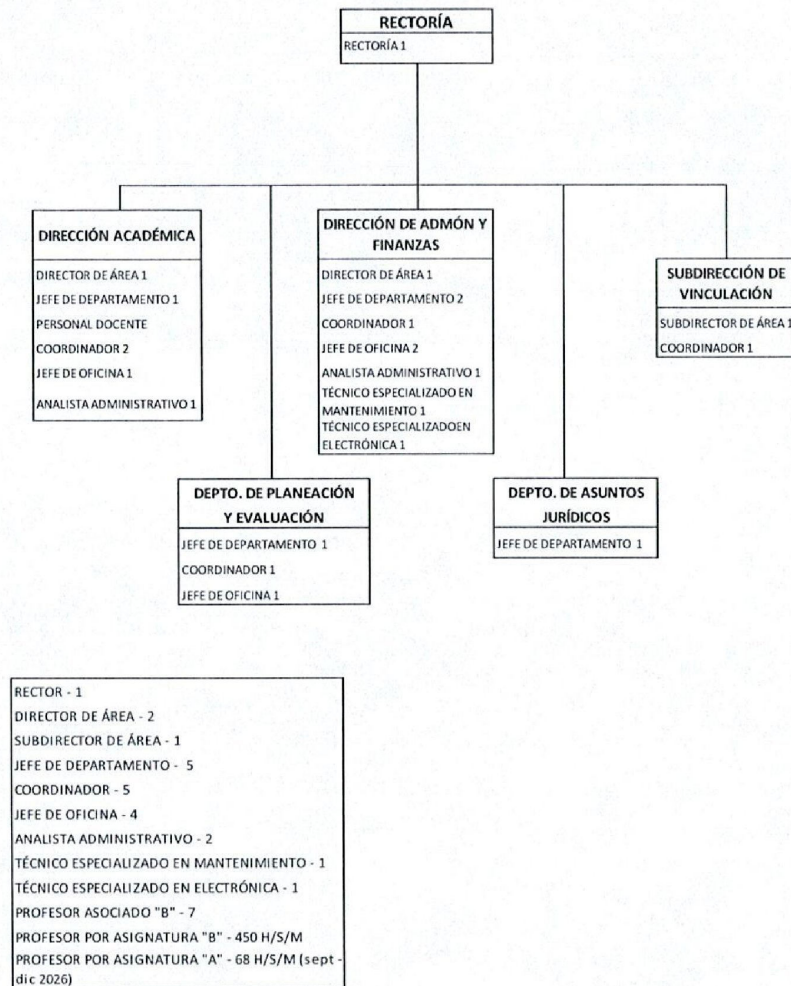 RECTORÍA
RECTORÍA 1
DIRECCIÓN ACADÉMICA
DIRECTOR DE ÁREA 1
JEFE DE DEPARTAMENTO 1
PERSONAL DOCENTE
COORDINADOR 2
JEFE DE OFICINA 1
ANALISTA ADMINISTRATIVO 1
DIRECCIÓN DE ADMÓN Y
FINANZAS
DIRECTOR DE ÁREA 1
JEFE DE DEPARTAMENTO 2
COORDINADOR 1
JEFE DE OFICINA 2
ANALISTA ADMINISTRATIVO 1
TÉCNICO ESPECIALIZADO EN
MANTENIMIENTO 1
TÉCNICO ESPECIALIZADOEN
ELECTRÓNICA 1
SUBDIRECCIÓN DE
VINCULACIÓN
SUBDIRECTOR DE ÁREA 1
COORDINADOR 1
DEPTO. DE PLANEACIÓN
Y EVALUACIÓN
JEFE DE DEPARTAMENTO 1
COORDINADOR 1
JEFE DE OFICINA 1
DEPTO. DE ASUNTOS
JURÍDICOS
JEFE DE DEPARTAMENTO 1
RECTOR - 1
DIRECTOR DE ÁREA - 2
SUBDIRECTOR DE ÁREA - 1
JEFE DE DEPARTAMENTO - 5
COORDINADOR - 5
JEFE DE OFICINA - 4
ANALISTA ADMINISTRATIVO - 2
TÉCNICO ESPECIALIZADO EN MANTENIMIENTO - 1
TÉCNICO ESPECIALIZADO EN ELECTRÓNICA - 1
PROFESOR ASOCIADO "B" - 7
PROFESOR POR ASIGNATURA "B" - 450 H/S/M
PROFESOR POR ASIGNATURA "A" - 68 H/S/M (sept -
dic 2026)